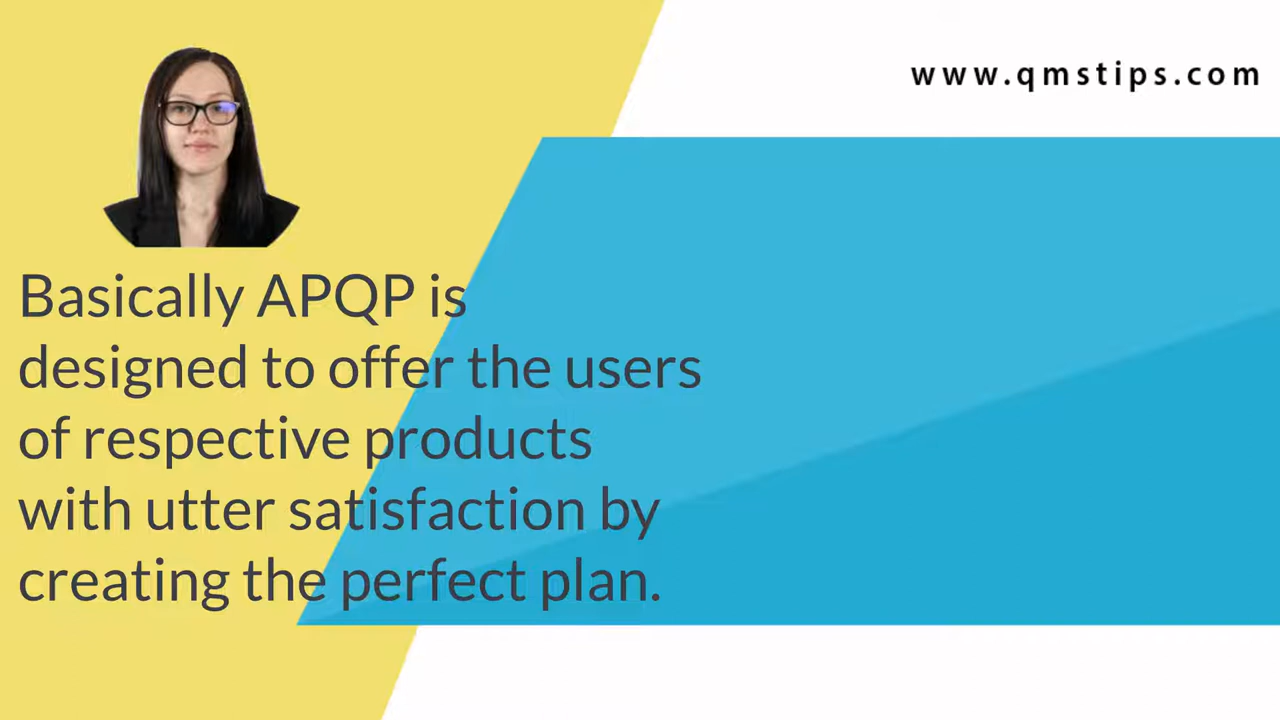 www.qmstips.com
Basically APQP is
designed to offer the users
of respective products
with utter satisfaction by
creating the perfect plan.